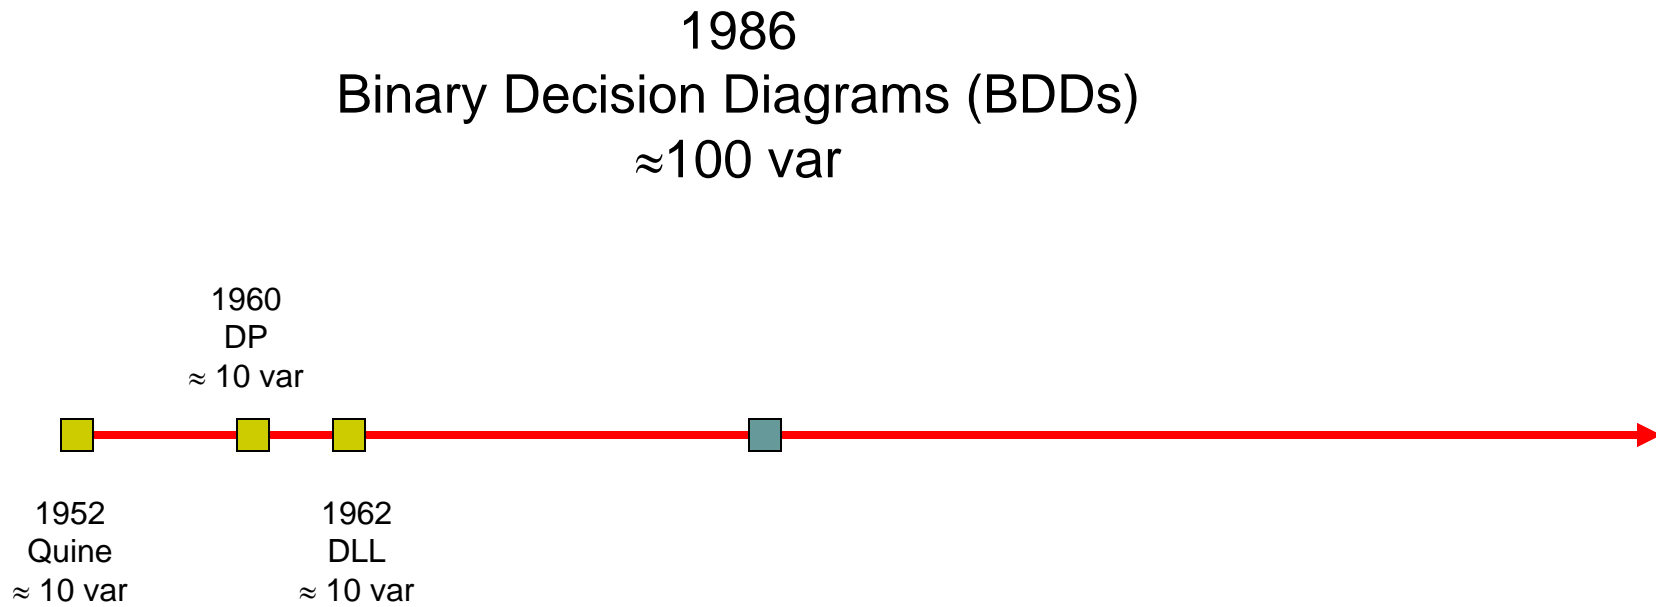 1986
Binary Decision Diagrams (BDDs)
≈100 var
1960
DP
≈ 10 var
1952
Quine
≈ 10 var
1962
DLL
≈ 10 var